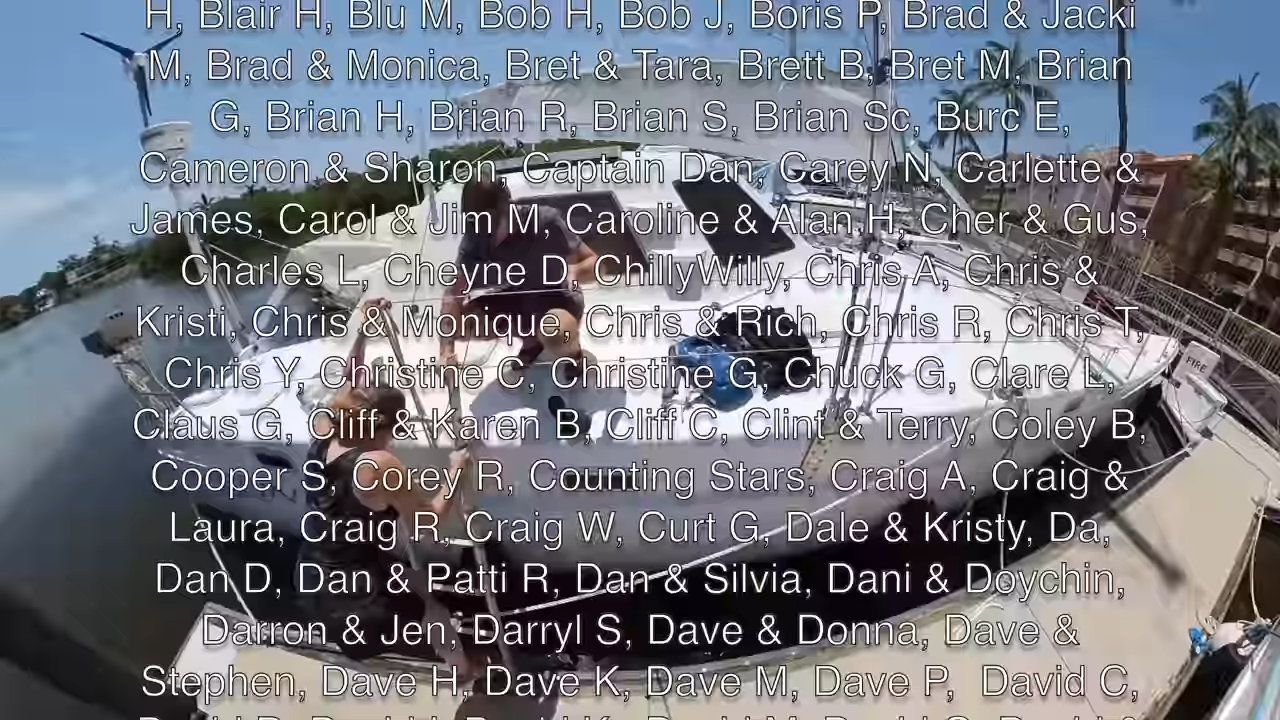 H, Blair H, Blu M, Bob H, Bob J, Boris P, Brad & Jacki
M, Brad & Monica, Bret & Tara, Brett B, Bret M, Brian
G, Brian H, Brian R, Brian S, Brian Sc, Burc E,
Cameron & Sharon, Captain Dan, Carey N, Carlette &
James, Carol & Jim M, Caroline & Alan H, Cher & Gus,
Charles L, Cheyne D, ChillyWilly, Chris A, Chris &
Kristi, Chris & Monique, Chris & Rich, Chris R, Chris T,
Chris Y, Christine C, Christine G, Chuck G, Clare L,
Claus G, Cliff & Karen B, Cliff C, Clint & Terry, Coley B,
Cooper S, Corey R, Counting Stars, Craig A, Craig &
Laura, Craig R, Craig W, Curt G, Dale & Kristy, Da,
Dan D, Dan & Patti R, Dan & Silvia, Dani & Doychin,
Darron & Jen, Darryl S, Dave & Donna, Dave &
Stephen, Dave H, Dave K, Dave M, Dave P,  David C,
FIRE